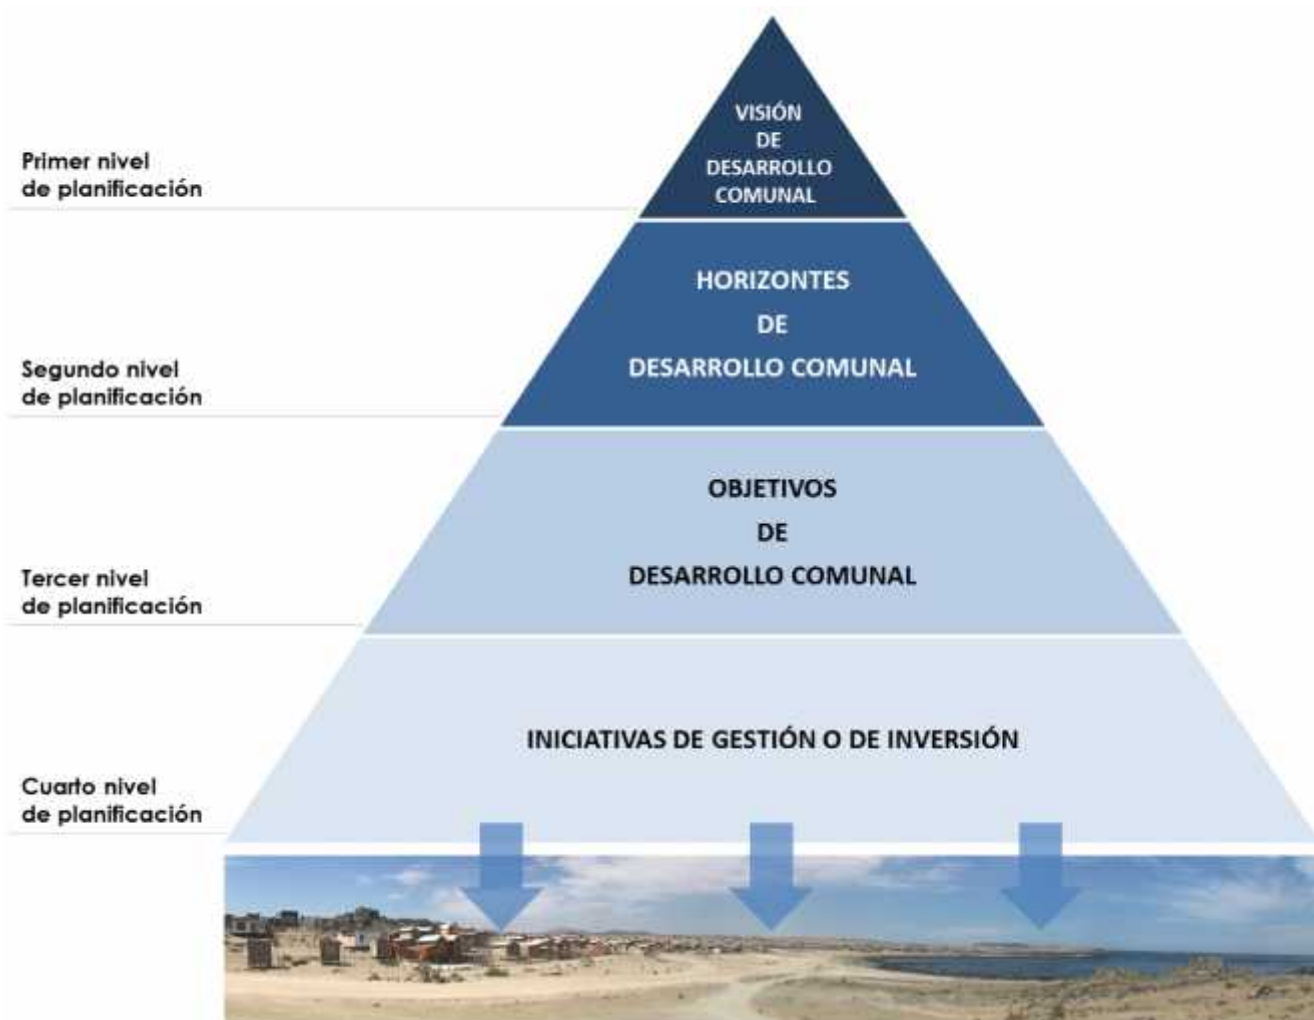 VISIÓN
DE
DESARROLLO
COMUNAL
Primer nivel
de planificación
HORIZONTES
DE
DESARROLLO COMUNAL
Segundo nivel
de planificación
OBJETIVOS
DE
DESARROLLO COMUNAL
Tercer nivel
de planificación
INICIATIVAS DE GESTIÓN O DE INVERSIÓN
Cuarto nivel
de planificación